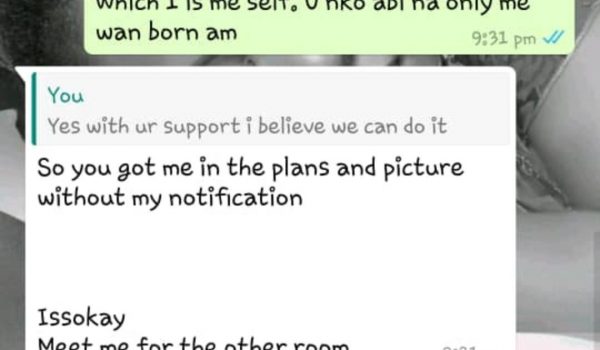 which 1 is me self. U nko abi na only me
wan born am
9:31 pm
You
Yes with ur support i believe we can do it
So you got me in the plans and picture
without my notification
Issokay
Meet me for the other room